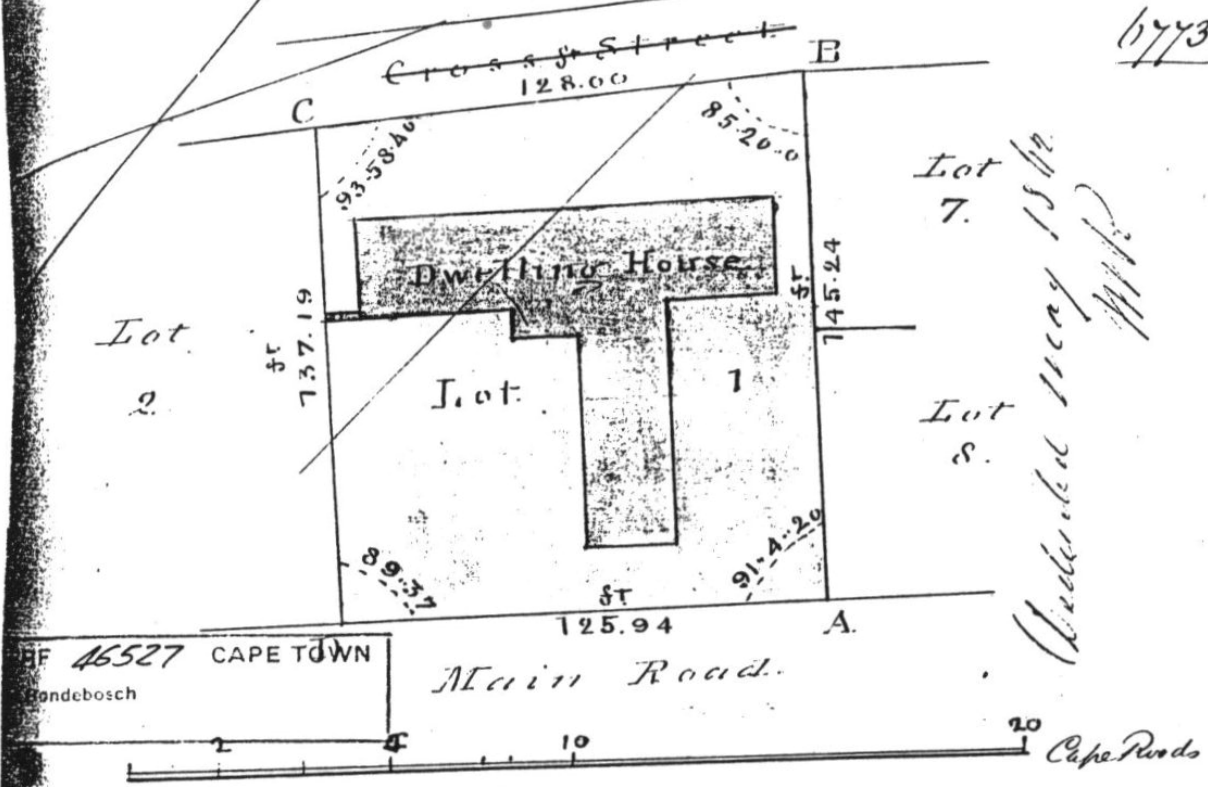 Cross St Street
128.00
B
C
93.58.40
85.20.0
Lot
7.
Dwelling House
ft
145.24
Lot
2
ft
137.19
Lot
1
Lot
8.
89.37
91.4.20
ft
125.94
A.
D
46527 CAPE TOWN
Rondebosch
Main Road.
2 4 10 20
Cape Roods